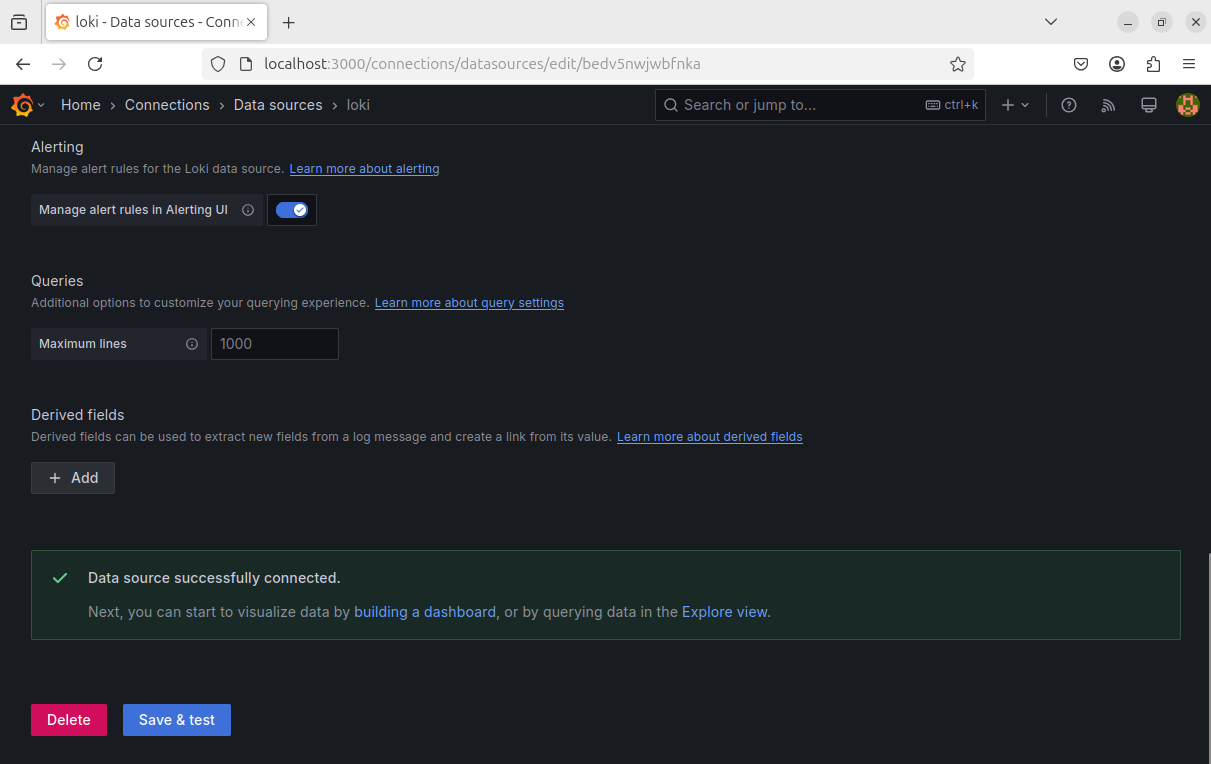 loki - Data sources - Conn
localhost:3000/connections/datasources/edit/bedv5nwjwbfnka
Home › Connections › Data sources › loki
Search or jump to... ctrl+k
Alerting
Manage alert rules for the Loki data source. Learn more about alerting
Manage alert rules in Alerting UI
Queries
Additional options to customize your querying experience. Learn more about query settings
Maximum lines 1000
Derived fields
Derived fields can be used to extract new fields from a log message and create a link from its value. Learn more about derived fields
Add
Data source successfully connected.
Next, you can start to visualize data by building a dashboard, or by querying data in the Explore view.
Delete Save & test